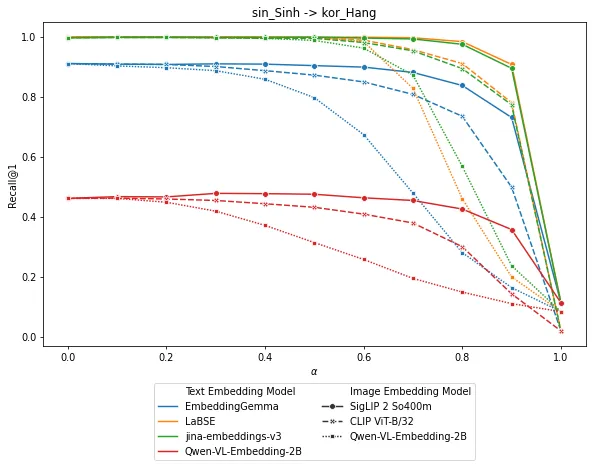 sin_Sinh -> kor_Hang
1.0
0.8
0.6
0.4
0.2
0.0
Recall@1
0.0 0.2 0.4 0.6 0.8 1.0
α
Text Embedding Model
EmbeddingGemma
LaBSE
jina-embeddings-v3
Qwen-VL-Embedding-2B
Image Embedding Model
SigLIP 2 So400m
CLIP ViT-B/32
Qwen-VL-Embedding-2B